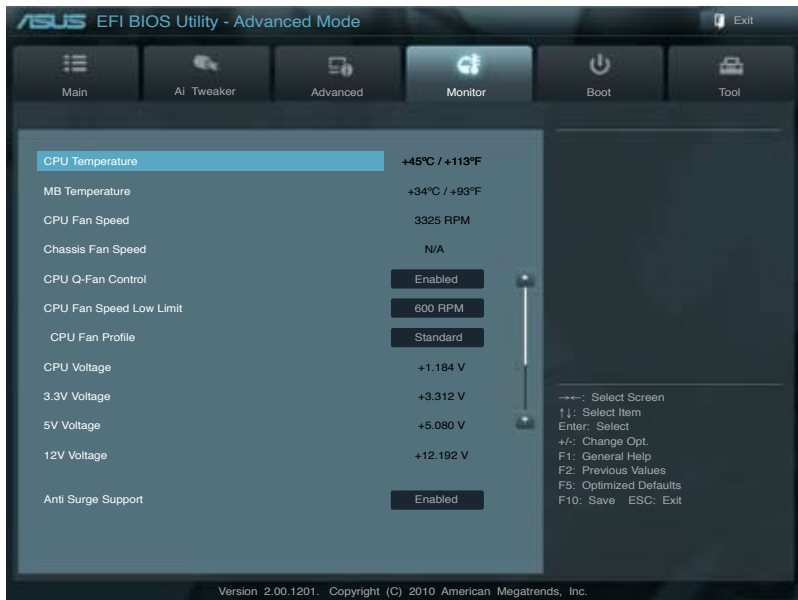 ASUS EFI BIOS Utility - Advanced Mode
Exit
Main
Ai Tweaker
Advanced
Monitor
Boot
Tool
CPU Temperature +45ºC / +113ºF
MB Temperature +34ºC / +93ºF
CPU Fan Speed 3325 RPM
Chassis Fan Speed N/A
CPU Q-Fan Control Enabled
CPU Fan Speed Low Limit 600 RPM
CPU Fan Profile Standard
CPU Voltage +1.184 V
3.3V Voltage +3.312 V
5V Voltage +5.080 V
12V Voltage +12.192 V
Anti Surge Support Enabled
→←: Select Screen
↑↓: Select Item
Enter: Select
+/-: Change Opt.
F1: General Help
F2: Previous Values
F5: Optimized Defaults
F10: Save ESC: Exit
Version 2.00.1201. Copyright (C) 2010 American Megatrends, Inc.